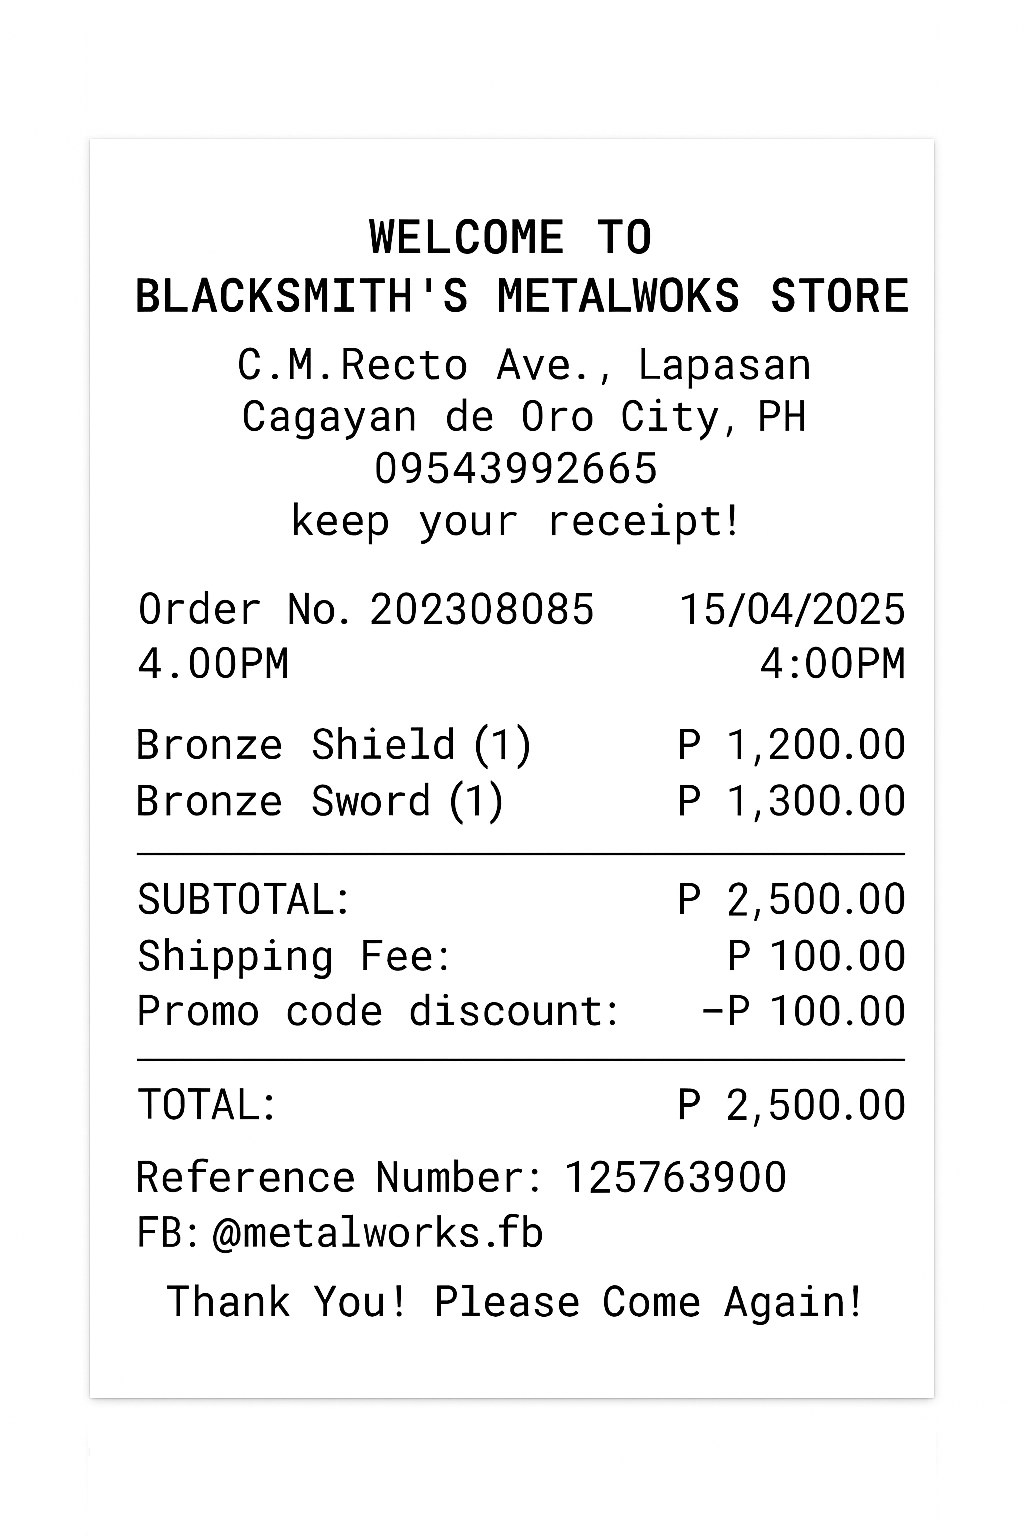 WELCOME TO
BLACKSMITH'S METALWOKS STORE
C.M.Recto Ave., Lapasan
Cagayan de Oro City, PH
09543992665
keep your receipt!
Order No. 202308085 15/04/2025
4.00PM 4:00PM
Bronze Shield (1) P 1,200.00
Bronze Sword (1) P 1,300.00
SUBTOTAL: P 2,500.00
Shipping Fee: P 100.00
Promo code discount: -P 100.00
TOTAL: P 2,500.00
Reference Number: 125763900
FB: @metalworks.fb
Thank You! Please Come Again!